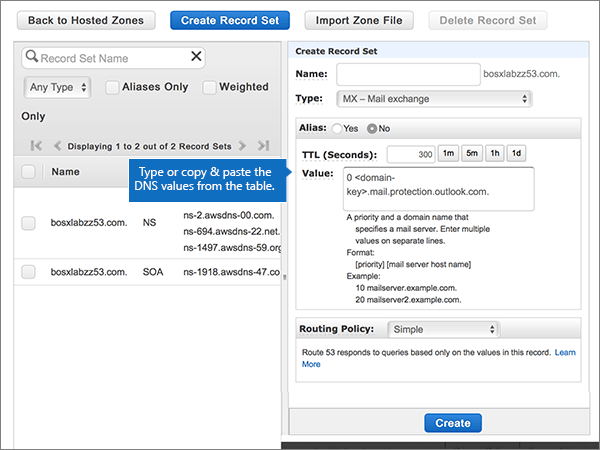 Back to Hosted Zones
Create Record Set
Import Zone File
Delete Record Set
Record Set Name
Any Type
Aliases Only
Weighted
Only
Displaying 1 to 2 out of 2 Record Sets
Name
bosxlabzz53.com.
NS
ns-2.awsdns-00.com.
ns-694.awsdns-22.net.
ns-1497.awsdns-59.org
bosxlabzz53.com.
SOA
ns-1918.awsdns-47.co
Type or copy & paste the
DNS values from the table.
Create Record Set
Name:
bosxlabzz53.com.
Type:
MX – Mail exchange
Alias:
Yes
No
TTL (Seconds):
300
1m
5m
1h
1d
Value:
0 <domain-
key>.mail.protection.outlook.com.
A priority and a domain name that
specifies a mail server. Enter multiple
values on separate lines.
Format:
[priority] [mail server host name]
Example:
10 mailserver.example.com.
20 mailserver2.example.com.
Routing Policy:
Simple
Route 53 responds to queries based only on the values in this record. Learn
More
Create